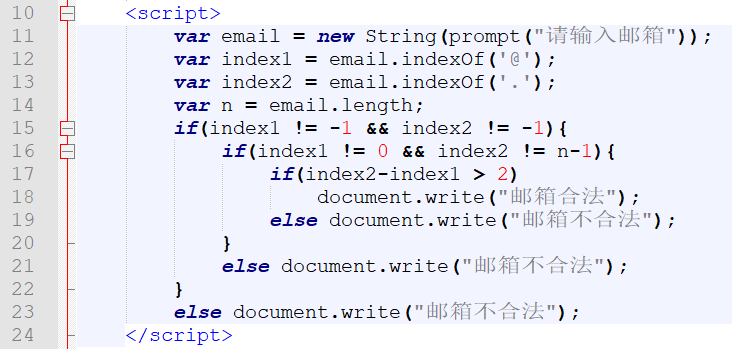 10 <script>
11 var email = new String(prompt("请输入邮箱"));
12 var index1 = email.indexOf('@');
13 var index2 = email.indexOf('.');
14 var n = email.length;
15 if(index1 != -1 && index2 != -1){
16 if(index1 != 0 && index2 != n-1){
17 if(index2-index1 > 2)
18 document.write("邮箱合法");
19 else document.write("邮箱不合法");
20 }
21 else document.write("邮箱不合法");
22 }
23 else document.write("邮箱不合法");
24 </script>